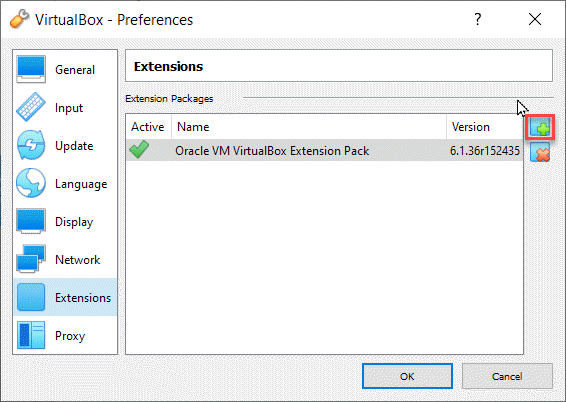 VirtualBox - Preferences
General
Input
Update
Language
Display
Network
Extensions
Proxy
Extensions
Extension Packages
Active Name Version
Oracle VM VirtualBox Extension Pack 6.1.36r152435
OK Cancel